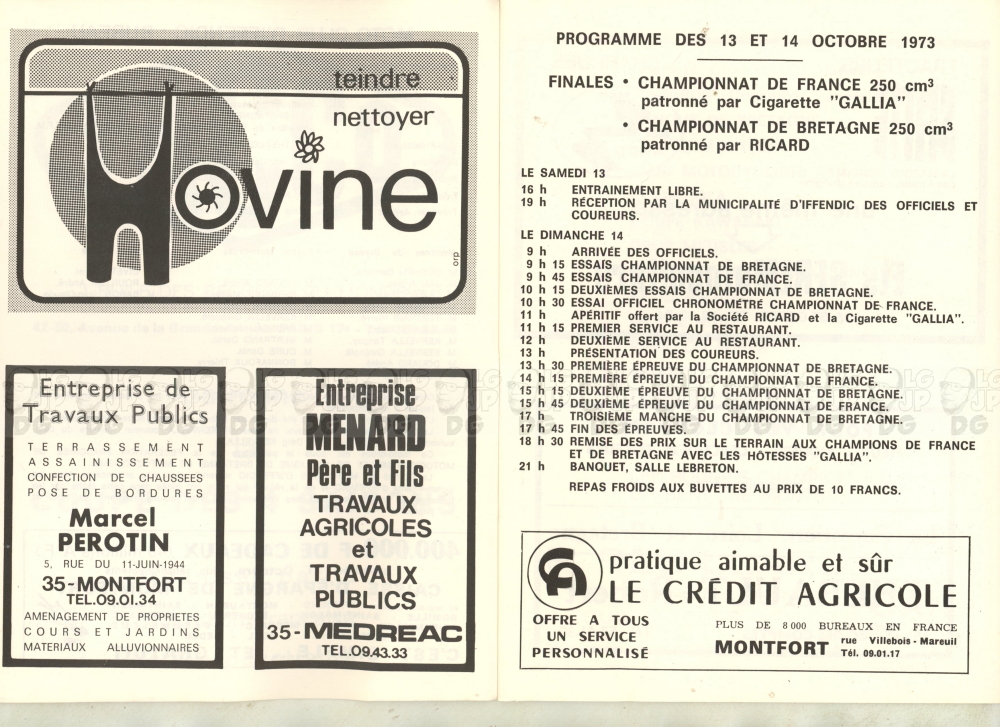 teindre
nettoyer
Hovine
orp
Entreprise de
Travaux Publics
TERRASSEMENT
ASSAINISSEMENT
CONFECTION DE CHAUSSEES
POSE DE BORDURES
Marcel
PEROTIN
5, RUE DU 11-JUIN-1944
35-MONTFORT
TEL.09.01.34
AMENAGEMENT DE PROPRIETES
COURS ET JARDINS
MATERIAUX ALLUVIONNAIRES
Entreprise
MENARD
Père et Fils
TRAVAUX
AGRICOLES
et
TRAVAUX
PUBLICS
35-MEDREAC
TEL.09.43.33
PROGRAMME DES 13 ET 14 OCTOBRE 1973
FINALES • CHAMPIONNAT DE FRANCE 250 cm³
patronné par Cigarette "GALLIA"
• CHAMPIONNAT DE BRETAGNE 250 cm³
patronné par RICARD
LE SAMEDI 13
16 h ENTRAINEMENT LIBRE.
19 h RÉCEPTION PAR LA MUNICIPALITÉ D'IFFENDIC DES OFFICIELS ET
COUREURS.
LE DIMANCHE 14
9 h ARRIVÉE DES OFFICIELS.
9 h 15 ESSAIS CHAMPIONNAT DE BRETAGNE.
9 h 45 ESSAIS CHAMPIONNAT DE FRANCE.
10 h 15 DEUXIÈMES ESSAIS CHAMPIONNAT DE BRETAGNE.
10 h 30 ESSAI OFFICIEL CHRONOMÉTRÉ CHAMPIONNAT DE FRANCE.
11 h APÉRITIF offert par la Société RICARD et la Cigarette "GALLIA".
11 h 15 PREMIER SERVICE AU RESTAURANT.
12 h DEUXIÈME SERVICE AU RESTAURANT.
13 h PRÉSENTATION DES COUREURS.
13 h 30 PREMIÈRE ÉPREUVE DU CHAMPIONNAT DE BRETAGNE.
14 h 15 PREMIÈRE ÉPREUVE DU CHAMPIONNAT DE FRANCE.
15 h 15 DEUXIÈME ÉPREUVE DU CHAMPIONNAT DE BRETAGNE.
15 h 45 DEUXIÈME ÉPREUVE DU CHAMPIONNAT DE FRANCE.
17 h TROISIÈME MANCHE DU CHAMPIONNAT DE BRETAGNE.
17 h 45 FIN DES ÉPREUVES.
18 h 30 REMISE DES PRIX SUR LE TERRAIN AUX CHAMPIONS DE FRANCE
ET DE BRETAGNE AVEC LES HÔTESSES "GALLIA".
21 h BANQUET, SALLE LEBRETON.
REPAS FROIDS AUX BUVETTES AU PRIX DE 10 FRANCS.
CA
pratique aimable et sûr
LE CRÉDIT AGRICOLE
OFFRE A TOUS
UN SERVICE
PERSONNALISÉ
PLUS DE 8 000 BUREAUX EN FRANCE
MONTFORT rue Villebois-Mareuil
Tél. 09.01.17